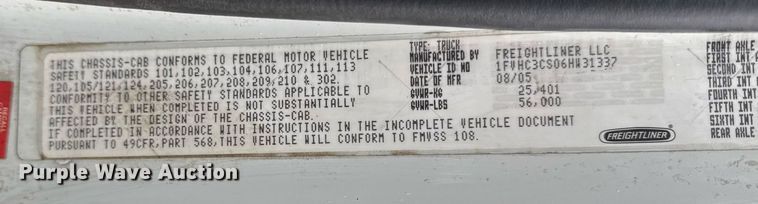 THIS CHASSIS-CAB CONFORMS TO FEDERAL MOTOR VEHICLE
SAFETY STANDARDS 101,102,103,104,106,107,111,113
120,105/121,124,205,206,207,208,209,210 & 302.
CONFORMITY TO OTHER SAFETY STANDARDS APPLICABLE TO
THIS VEHICLE WHEN COMPLETED IS NOT SUBSTANTIALLY
AFFECTED BY THE DESIGN OF THE CHASSIS-CAB.
IF COMPLETED IN ACCORDANCE WITH INSTRUCTIONS IN THE INCOMPLETE VEHICLE DOCUMENT
PURSUANT TO 49CFR,PART 568,THIS VEHICLE WILL CONFORM TO FMVSS 108.
TYPE: TRUCK
MANUFACTURED BY FREIGHTLINER LLC
VEHICLE ID NO 1FVHC3CS06HW31337
DATE OF MFR 08/05
GVWR-KG 25,401
GVWR-LBS 56,000
FREIGHTLINER
FRONT AXLE
FIRST INT
SECOND INT
THIRD INT
FOURTH INT
FIFTH INT
SIXTH INT
REAR AXLE
Purple Wave Auction